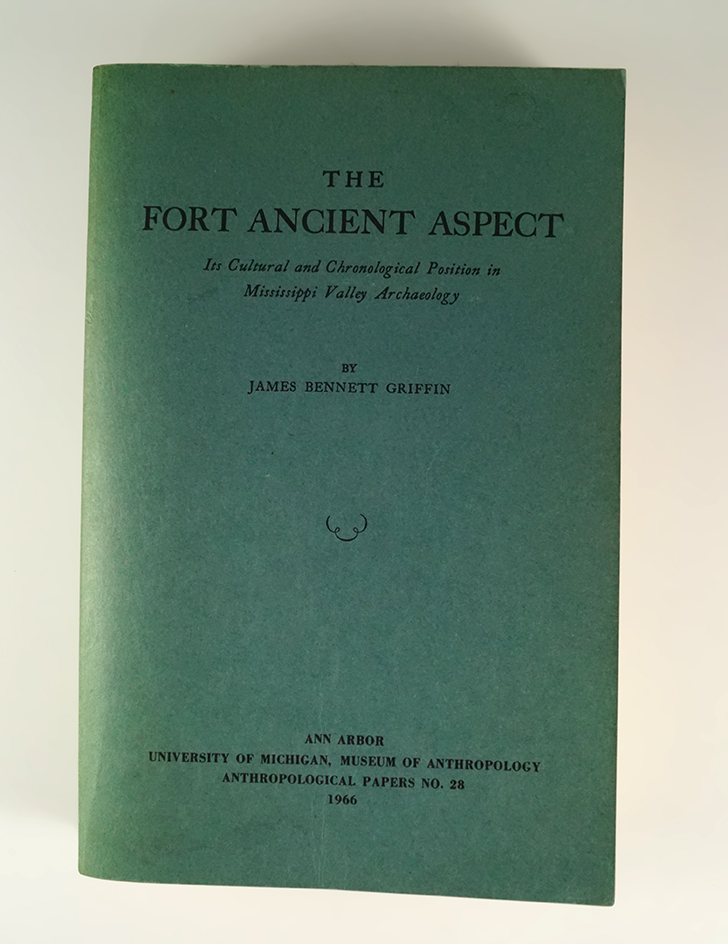 THE
FORT ANCIENT ASPECT
Its Cultural and Chronological Position in
Mississippi Valley Archaeology
BY
JAMES BENNETT GRIFFIN
ANN ARBOR
UNIVERSITY OF MICHIGAN, MUSEUM OF ANTHROPOLOGY
ANTHROPOLOGICAL PAPERS NO. 28
1966